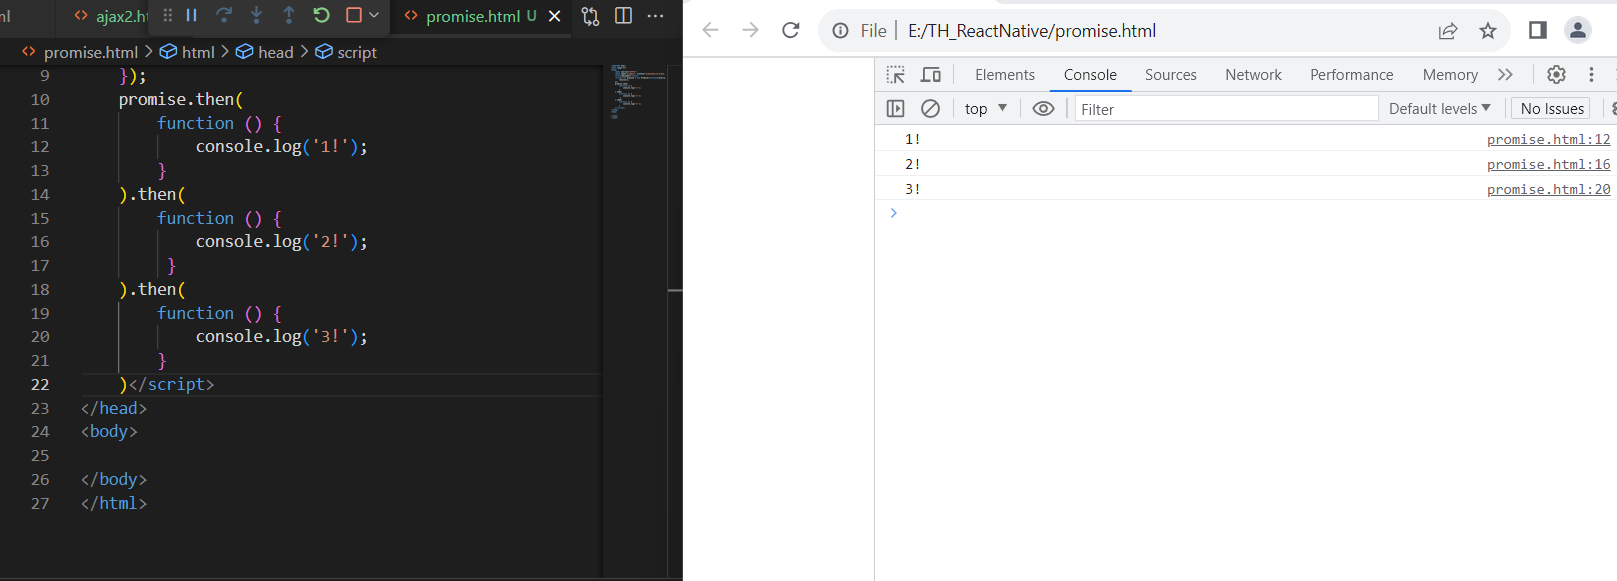 ml
ajax2.ht
promise.html U
promise.html > html > head > script
9 });
10 promise.then(
11 function () {
12 console.log('1!');
13 }
14 ).then(
15 function () {
16 console.log('2!');
17 }
18 ).then(
19 function () {
20 console.log('3!');
21 }
22 )</script>
23 </head>
24 <body>
25
26 </body>
27 </html>
File | E:/TH_ReactNative/promise.html
Elements Console Sources Network Performance Memory
top Filter Default levels No Issues
1! promise.html:12
2! promise.html:16
3! promise.html:20